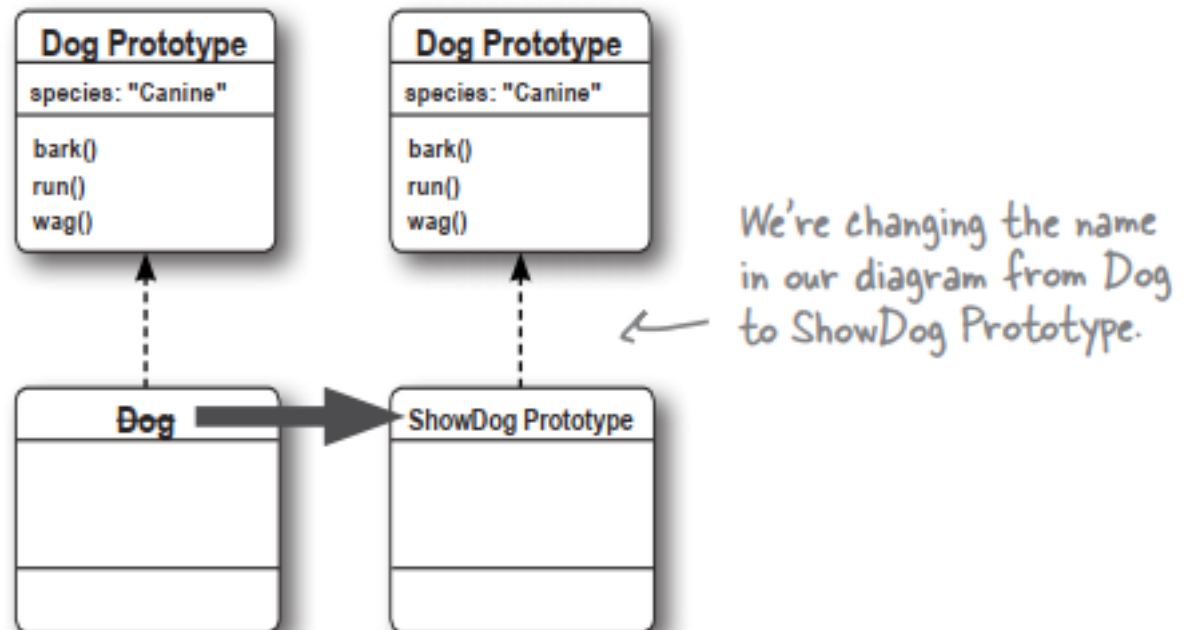 Dog Prototype
species: "Canine"
bark()
run()
wag()
Dog Prototype
species: "Canine"
bark()
run()
wag()
We're changing the name
in our diagram from Dog
to ShowDog Prototype.
Dog
ShowDog Prototype